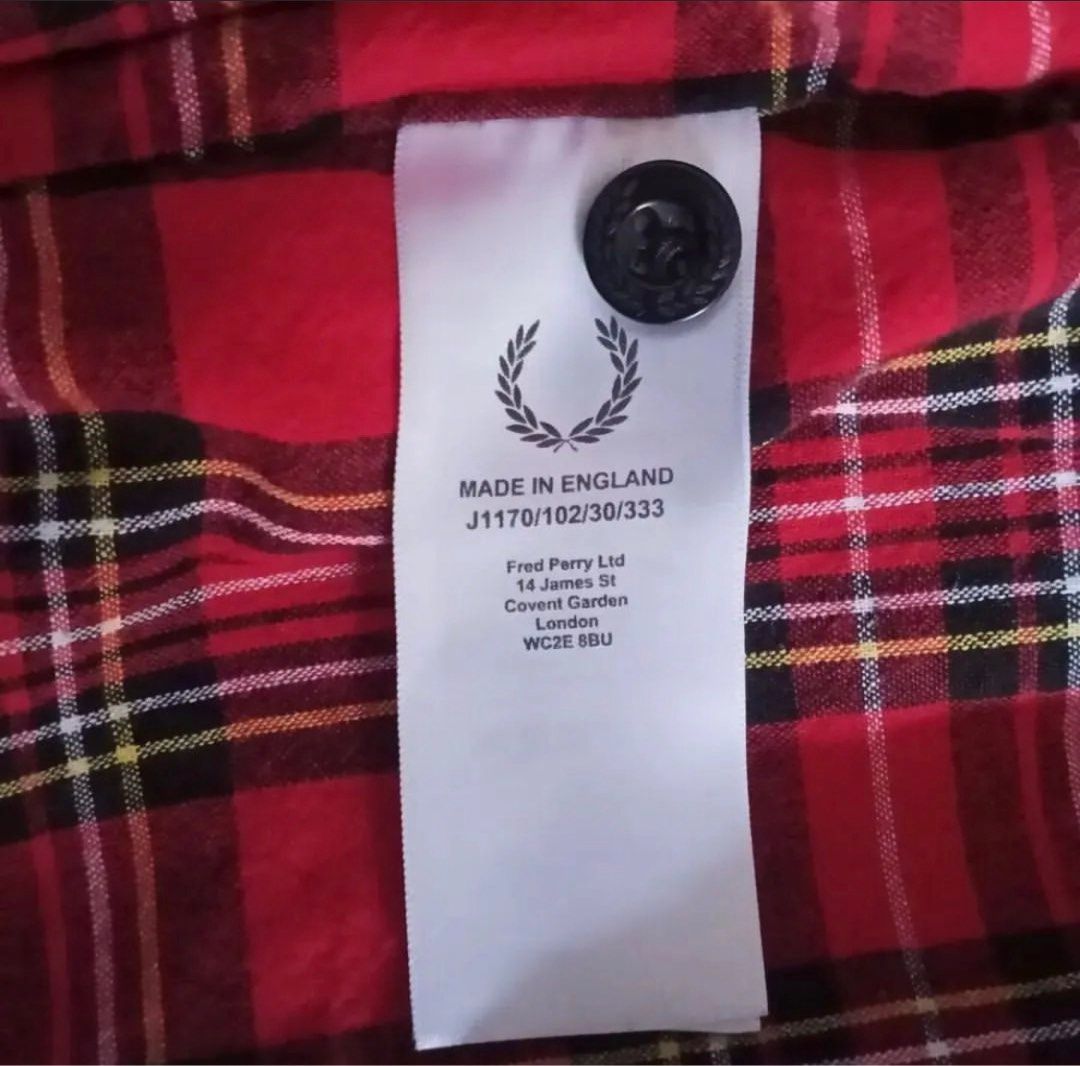 MADE IN ENGLAND
J1170/102/30/333
Fred Perry Ltd
14 James St
Covent Garden
London
WC2E 8BU